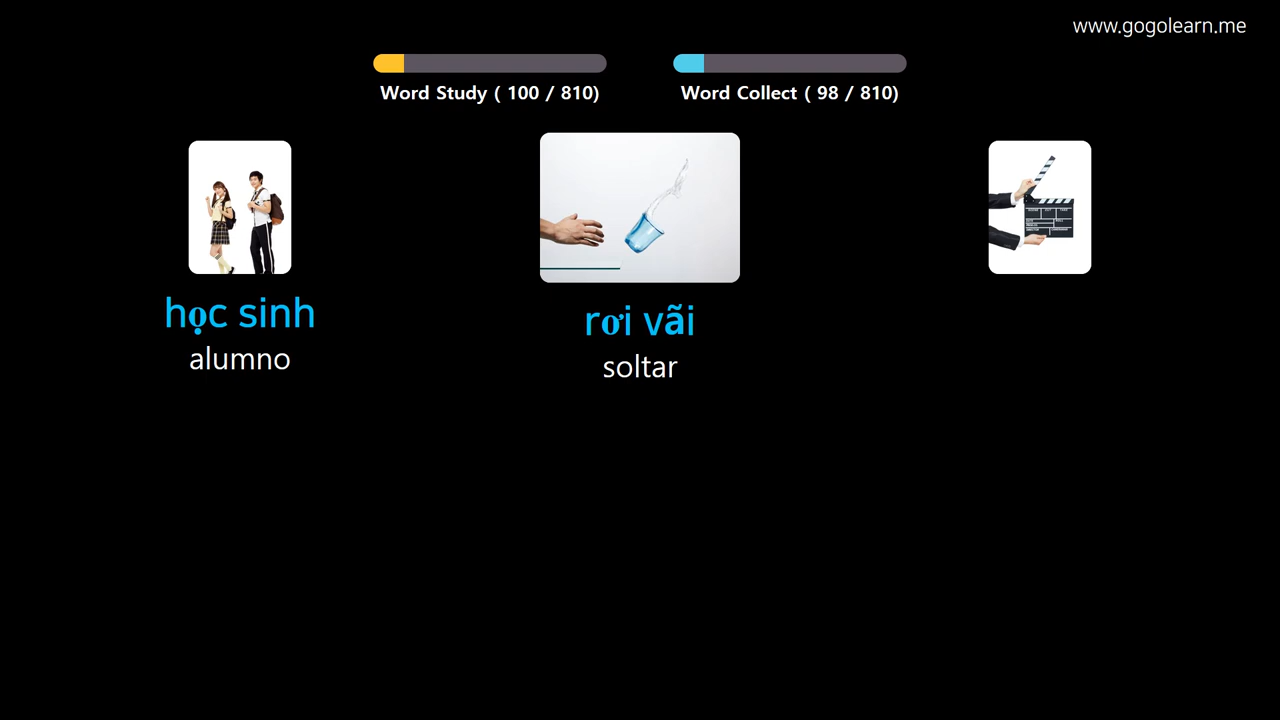 www.gogolearn.me
Word Study ( 100 / 810)
Word Collect ( 98 / 810)
học sinh
alumno
rơi vãi
soltar